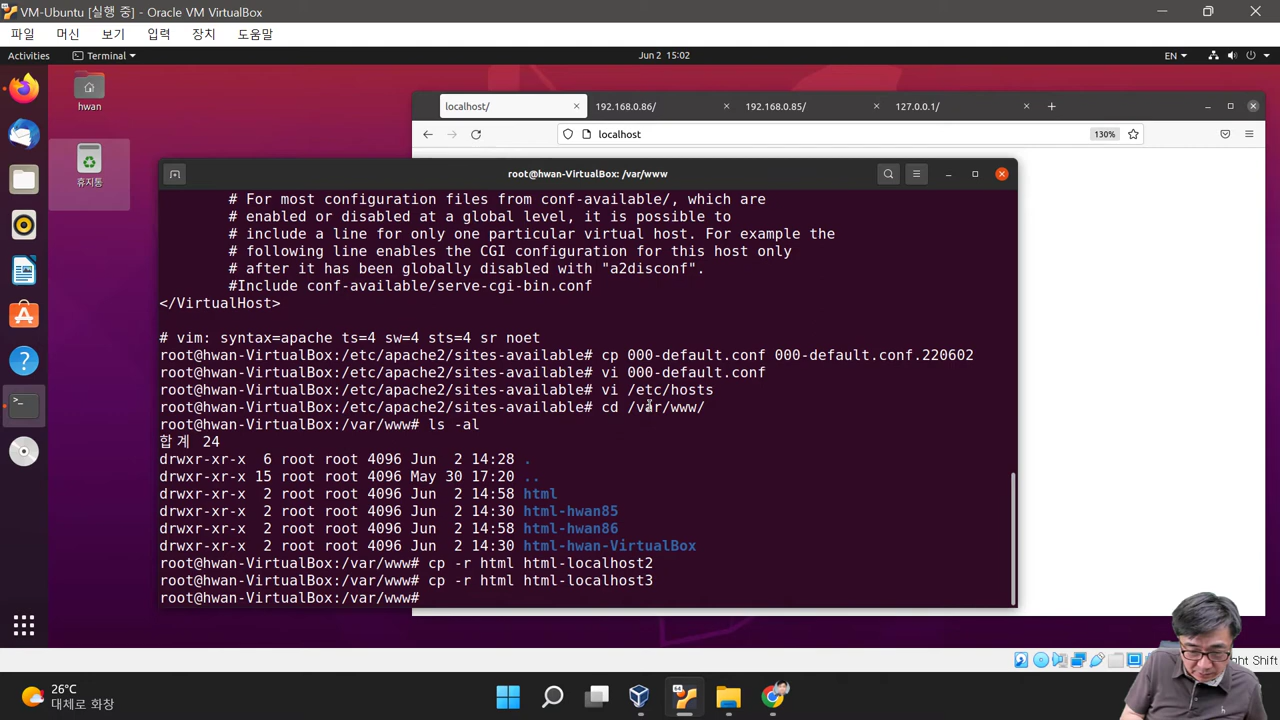 VM-Ubuntu [실행 중] - Oracle VM VirtualBox
파일 머신 보기 입력 장치 도움말
Activities Terminal Jun 2 15:02 EN
hwan
휴지통
localhost/ 192.168.0.86/ 192.168.0.85/ 127.0.0.1/
localhost 130%
root@hwan-VirtualBox: /var/www
# For most configuration files from conf-available/, which are
# enabled or disabled at a global level, it is possible to
# include a line for only one particular virtual host. For example the
# following line enables the CGI configuration for this host only
# after it has been globally disabled with "a2disconf".
#Include conf-available/serve-cgi-bin.conf
</VirtualHost>
# vim: syntax=apache ts=4 sw=4 sts=4 sr noet
root@hwan-VirtualBox:/etc/apache2/sites-available# cp 000-default.conf 000-default.conf.220602
root@hwan-VirtualBox:/etc/apache2/sites-available# vi 000-default.conf
root@hwan-VirtualBox:/etc/apache2/sites-available# vi /etc/hosts
root@hwan-VirtualBox:/etc/apache2/sites-available# cd /var/www/
root@hwan-VirtualBox:/var/www# ls -al
합계 24
drwxr-xr-x  6 root root 4096 Jun  2 14:28 .
drwxr-xr-x 15 root root 4096 May 30 17:20 ..
drwxr-xr-x  2 root root 4096 Jun  2 14:58 html
drwxr-xr-x  2 root root 4096 Jun  2 14:30 html-hwan85
drwxr-xr-x  2 root root 4096 Jun  2 14:58 html-hwan86
drwxr-xr-x  2 root root 4096 Jun  2 14:30 html-hwan-VirtualBox
root@hwan-VirtualBox:/var/www# cp -r html html-localhost2
root@hwan-VirtualBox:/var/www# cp -r html html-localhost3
root@hwan-VirtualBox:/var/www#
Shift
26°C
대체로 화창